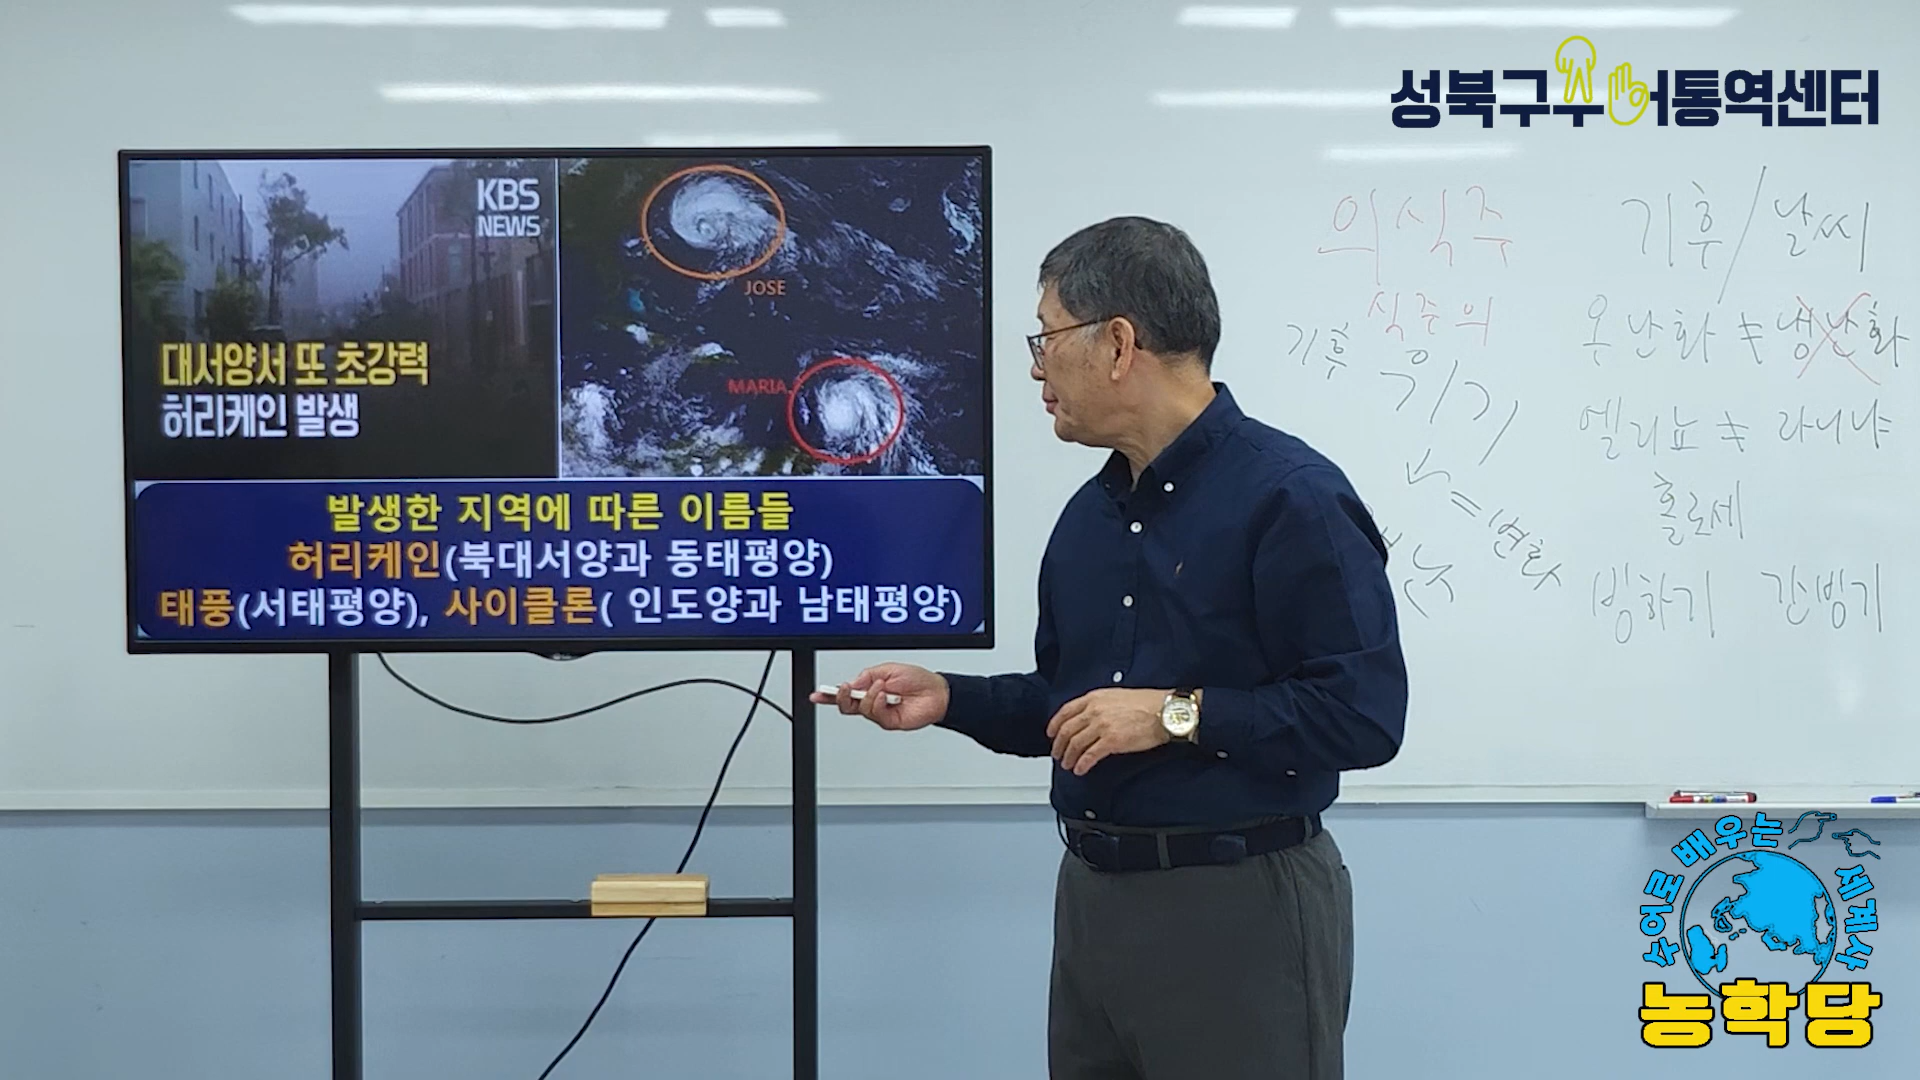 성북구수어통역센터
KBS
NEWS
대서양서 또 초강력
허리케인 발생
JOSE
MARIA
발생한 지역에 따른 이름들
허리케인(북대서양과 동태평양)
태풍(서태평양), 사이클론( 인도양과 남태평양)
의식주
식주의
기후
기후/날씨
온난화 ≠ 냉난화
엘리뇨 ≠ 라니냐
홀로세
빙하기 간빙기
= 변화
수어로 배우는 세계사
농학당